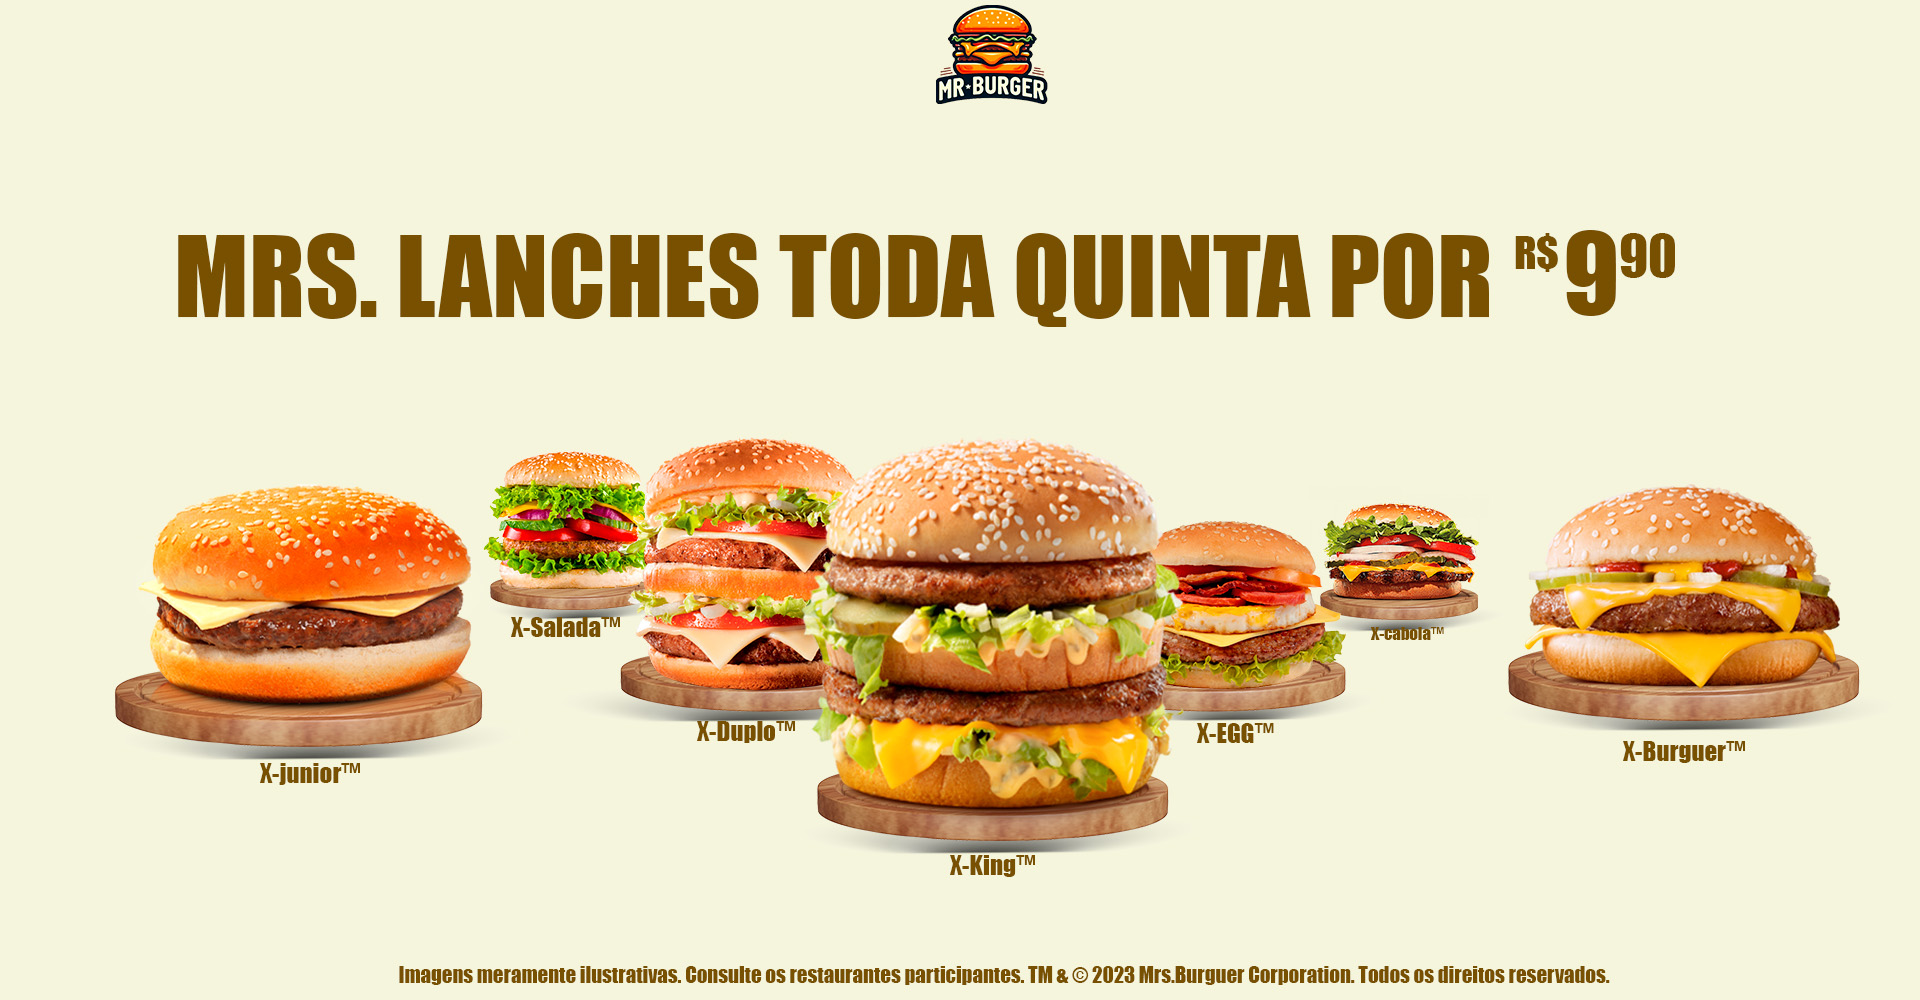 MR★BURGER
MRS. LANCHES TODA QUINTA POR R$ 9 90
X-Salada™
X-cabola™
X-Duplo™
X-EGG™
X-Burguer™
X-junior™
X-King™
Imagens meramente ilustrativas. Consulte os restaurantes participantes. TM & © 2023 Mrs.Burguer Corporation. Todos os direitos reservados.